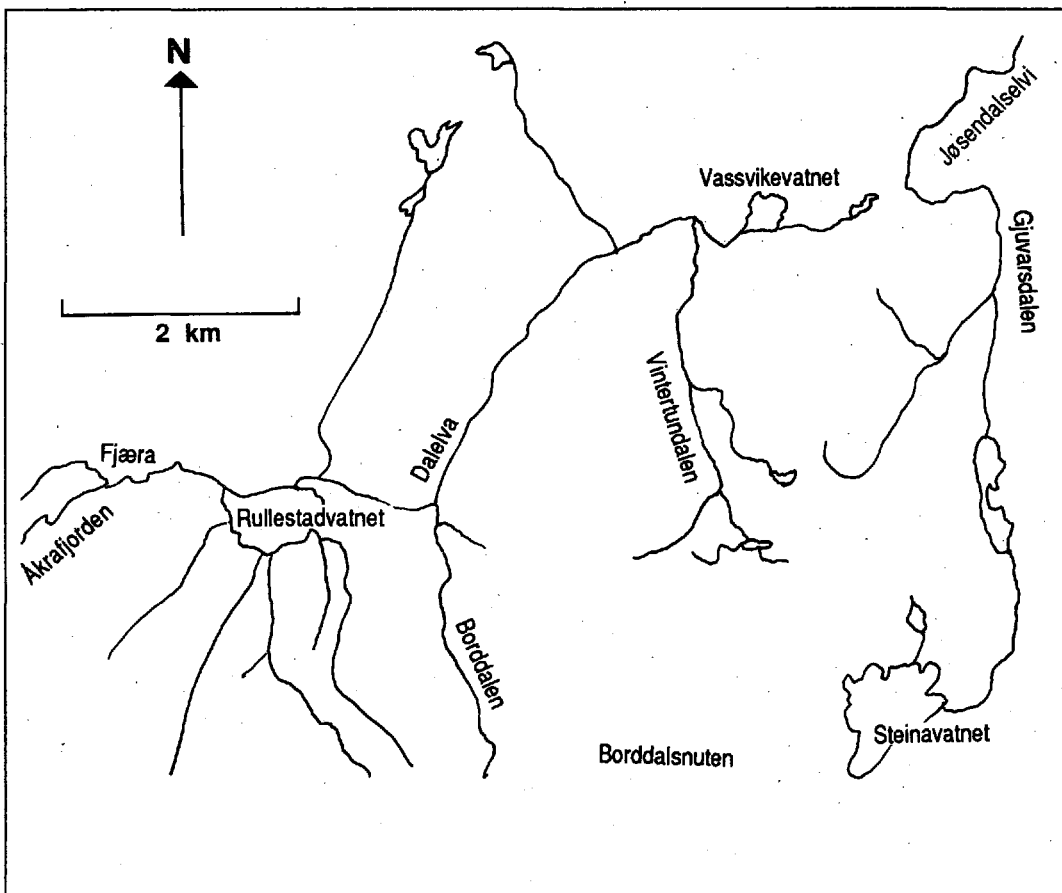 N
Jøsendalselvi
Vassvikevatnet
Gjuvarsdalen
2 km
Vintertundalen
Dalelva
Fjæra
Rullestadvatnet
Åkrafjorden
Borddalen
Steinavatnet
Borddalsnuten